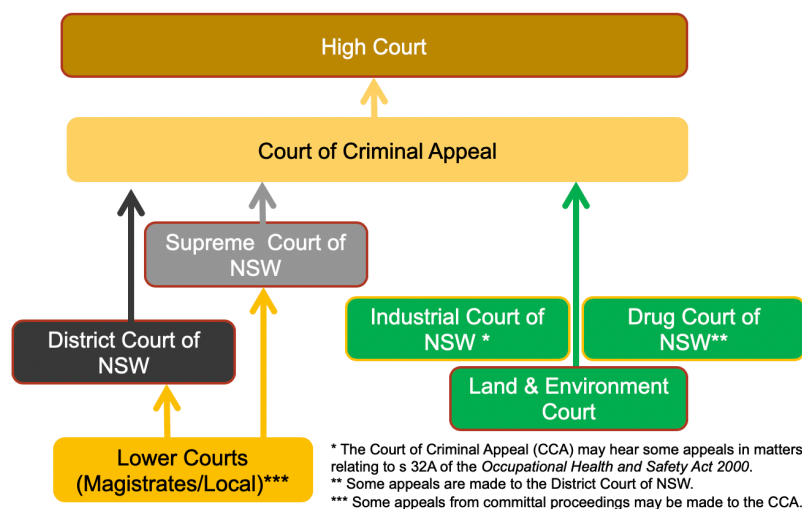 High Court
Court of Criminal Appeal
Supreme Court of
NSW
Industrial Court of
NSW *
Drug Court of
NSW**
District Court of
NSW
Land & Environment
Court
Lower Courts
(Magistrates/Local)***
* The Court of Criminal Appeal (CCA) may hear some appeals in matters
relating to s 32A of the Occupational Health and Safety Act 2000.
** Some appeals are made to the District Court of NSW.
*** Some appeals from committal proceedings may be made to the CCA.